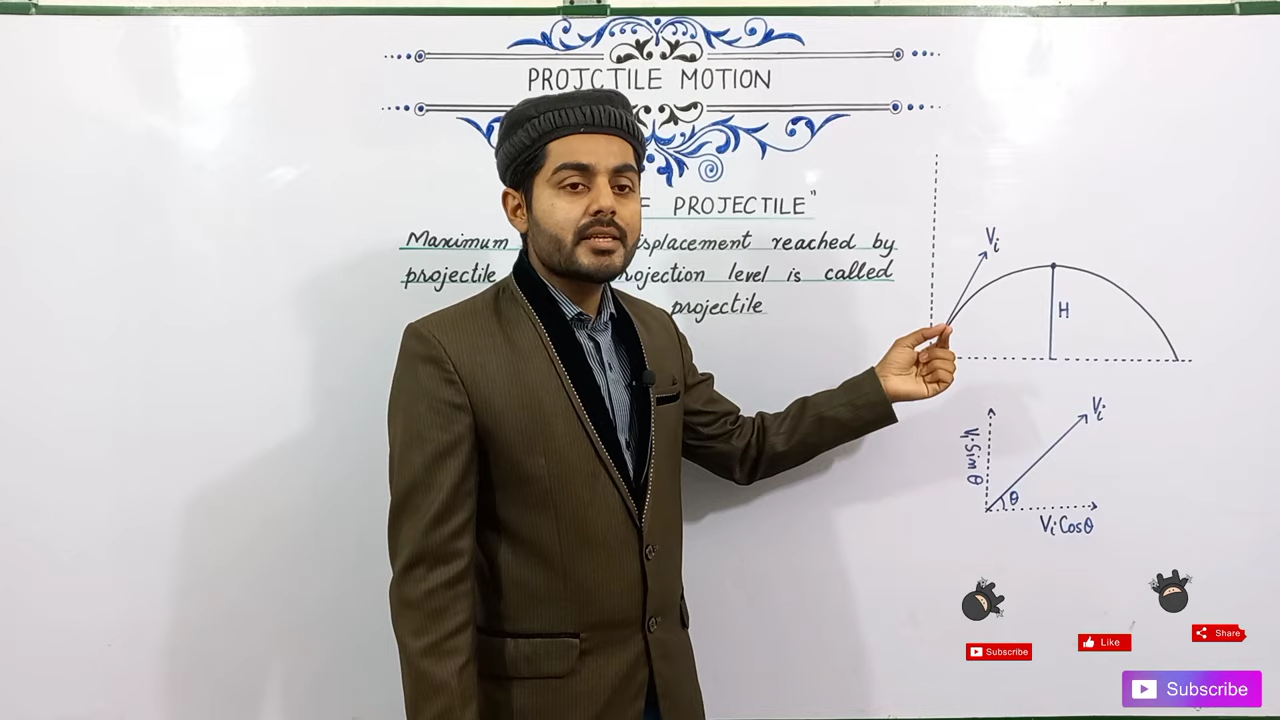 PROJCTILE MOTION
F PROJECTILE"
Maximum isplacement reached by
projectile rojection level is called
projectile
Vi
H
Vi
Vi Sin θ
θ
Vi Cosθ
Subscribe
Like
Share
Subscribe